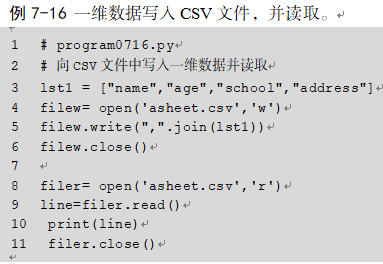 例 7-16 一维数据写入 CSV 文件，并读取。
1 # program0716.py
2 # 向 CSV 文件中写入一维数据并读取
3 lst1 = ["name","age","school","address"]
4 filew= open('asheet.csv','w')
5 filew.write(",".join(lst1))
6 filew.close()
7
8 filer= open('asheet.csv','r')
9 line=filer.read()
10 print(line)
11 filer.close()